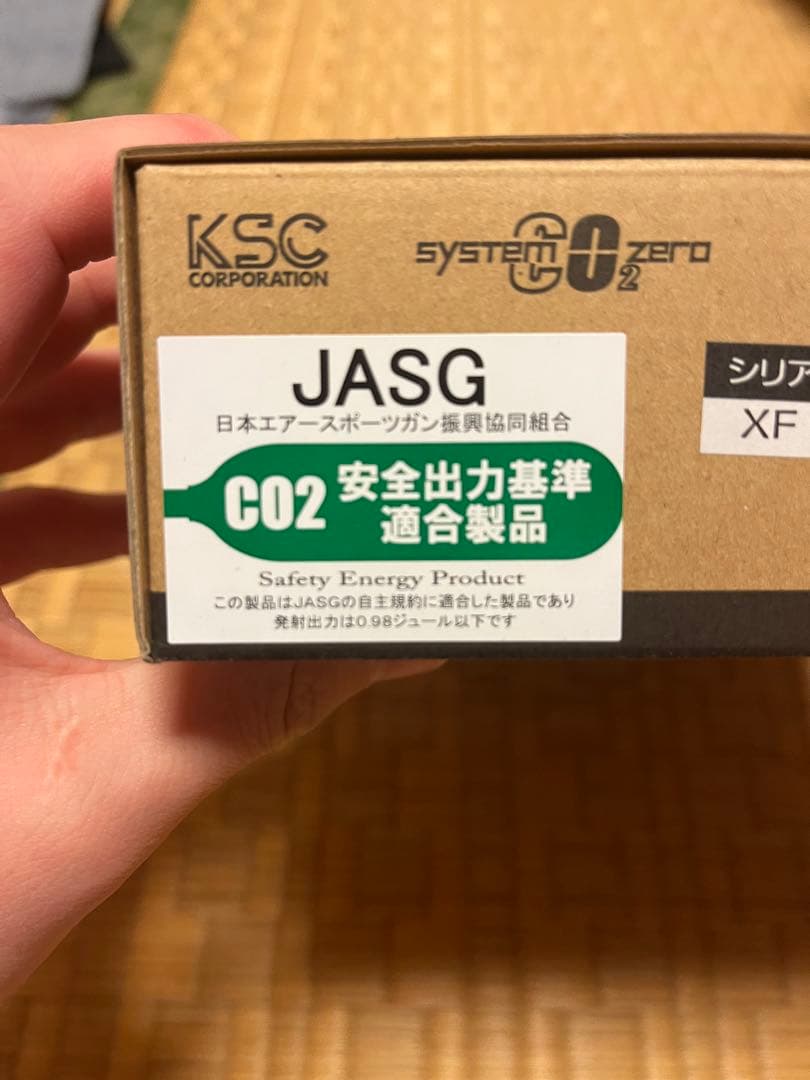 KSC
CORPORATION
system CO2 zero
JASG
日本エアースポーツガン振興協同組合
CO2 安全出力基準
適合製品
Safety Energy Product
この製品はJASGの自主規約に適合した製品であり
発射出力は0.98ジュール以下です
シリア
XF